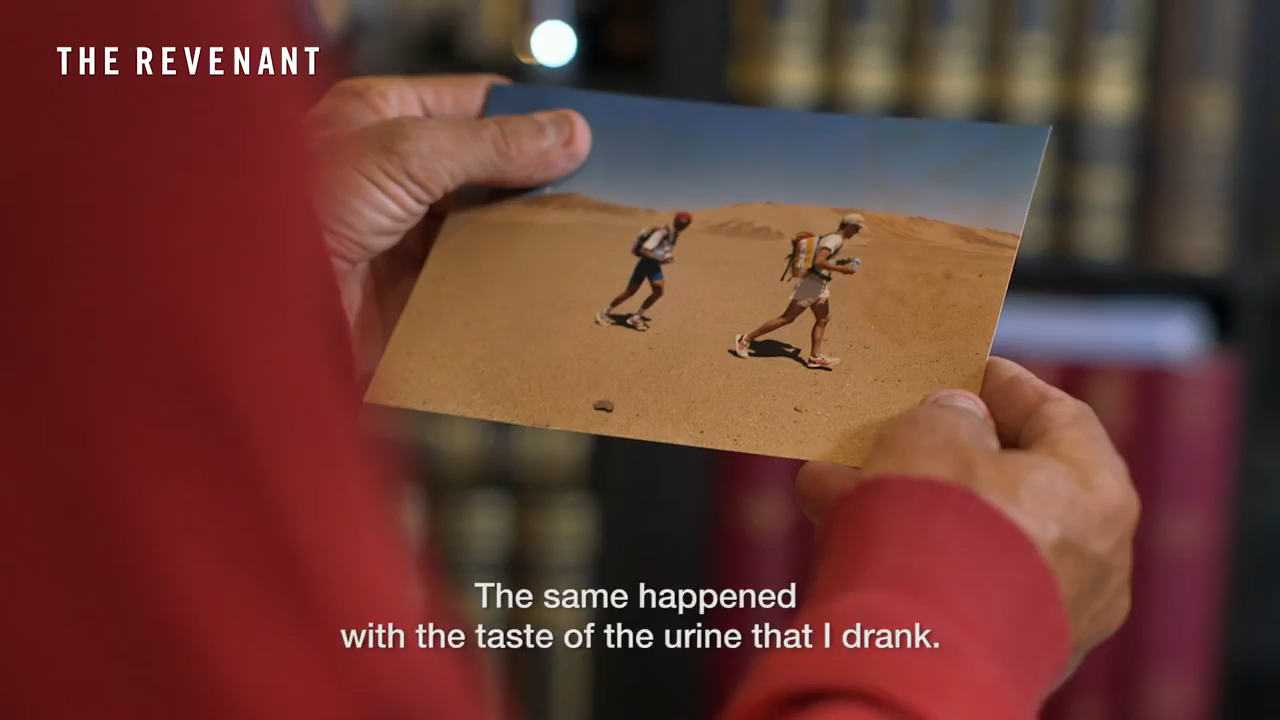 THE REVENANT
The same happened
with the taste of the urine that I drank.